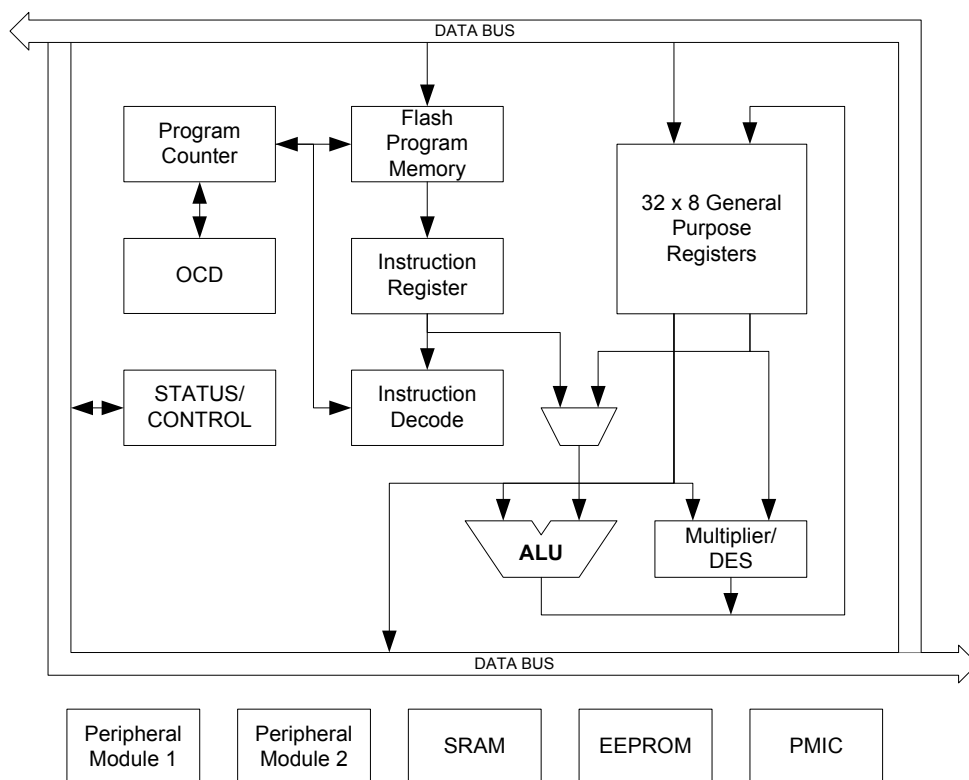 DATA BUS
Program
Counter
Flash
Program
Memory
32 x 8 General
Purpose
Registers
OCD
Instruction
Register
STATUS/
CONTROL
Instruction
Decode
ALU
Multiplier/
DES
DATA BUS
Peripheral
Module 1
Peripheral
Module 2
SRAM
EEPROM
PMIC